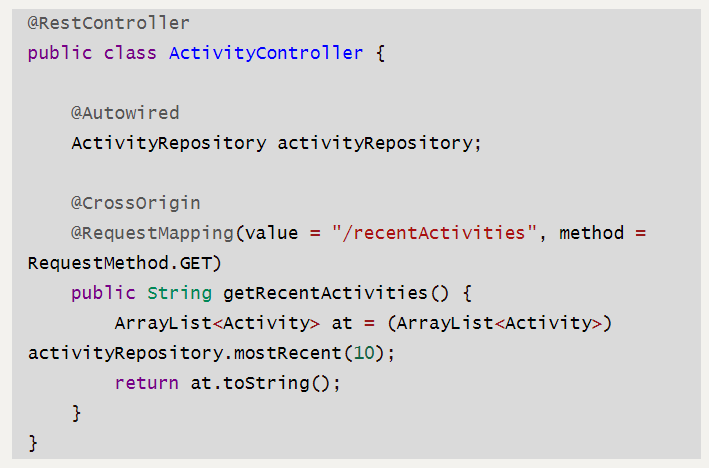 @RestController
public class ActivityController {
@Autowired
ActivityRepository activityRepository;
@CrossOrigin
@RequestMapping(value = "/recentActivities", method =
RequestMethod.GET)
public String getRecentActivities() {
ArrayList<Activity> at = (ArrayList<Activity>)
activityRepository.mostRecent(10);
return at.toString();
}
}